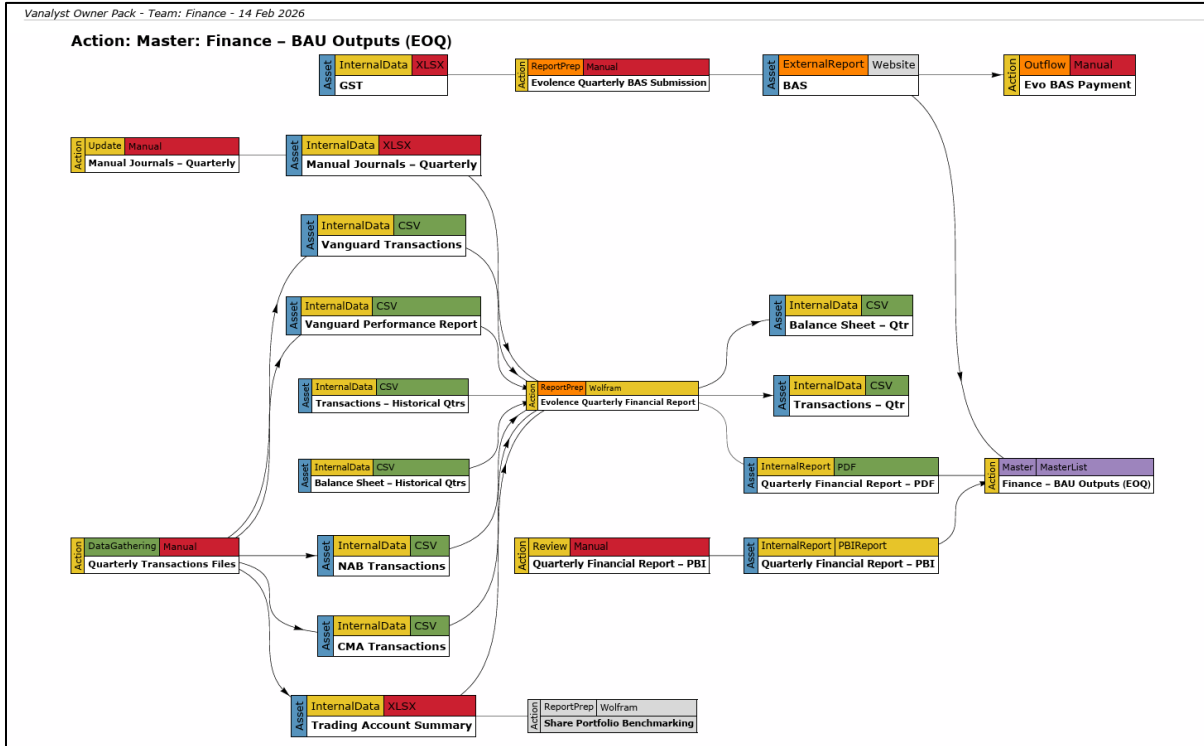 Vanalyst Owner Pack - Team: Finance - 14 Feb 2026
Action: Master: Finance – BAU Outputs (EOQ)
Asset InternalData XLSX
GST
Action ReportPrep Manual
Evolence Quarterly BAS Submission
Asset ExternalReport Website
BAS
Action Outflow Manual
Evo BAS Payment
Action Update Manual
Manual Journals – Quarterly
Asset InternalData XLSX
Manual Journals – Quarterly
Asset InternalData CSV
Vanguard Transactions
Asset InternalData CSV
Vanguard Performance Report
Asset InternalData CSV
Balance Sheet – Qtr
Asset InternalData CSV
Transactions – Historical Qtrs
Action ReportPrep Wolfram
Evolence Quarterly Financial Report
Asset InternalData CSV
Transactions – Qtr
Asset InternalData CSV
Balance Sheet – Historical Qtrs
Asset InternalReport PDF
Quarterly Financial Report – PDF
Action Master MasterList
Finance – BAU Outputs (EOQ)
Action DataGathering Manual
Quarterly Transactions Files
Asset InternalData CSV
NAB Transactions
Action Review Manual
Quarterly Financial Report – PBI
Asset InternalReport PBIReport
Quarterly Financial Report – PBI
Asset InternalData CSV
CMA Transactions
Asset InternalData XLSX
Trading Account Summary
Action ReportPrep Wolfram
Share Portfolio Benchmarking